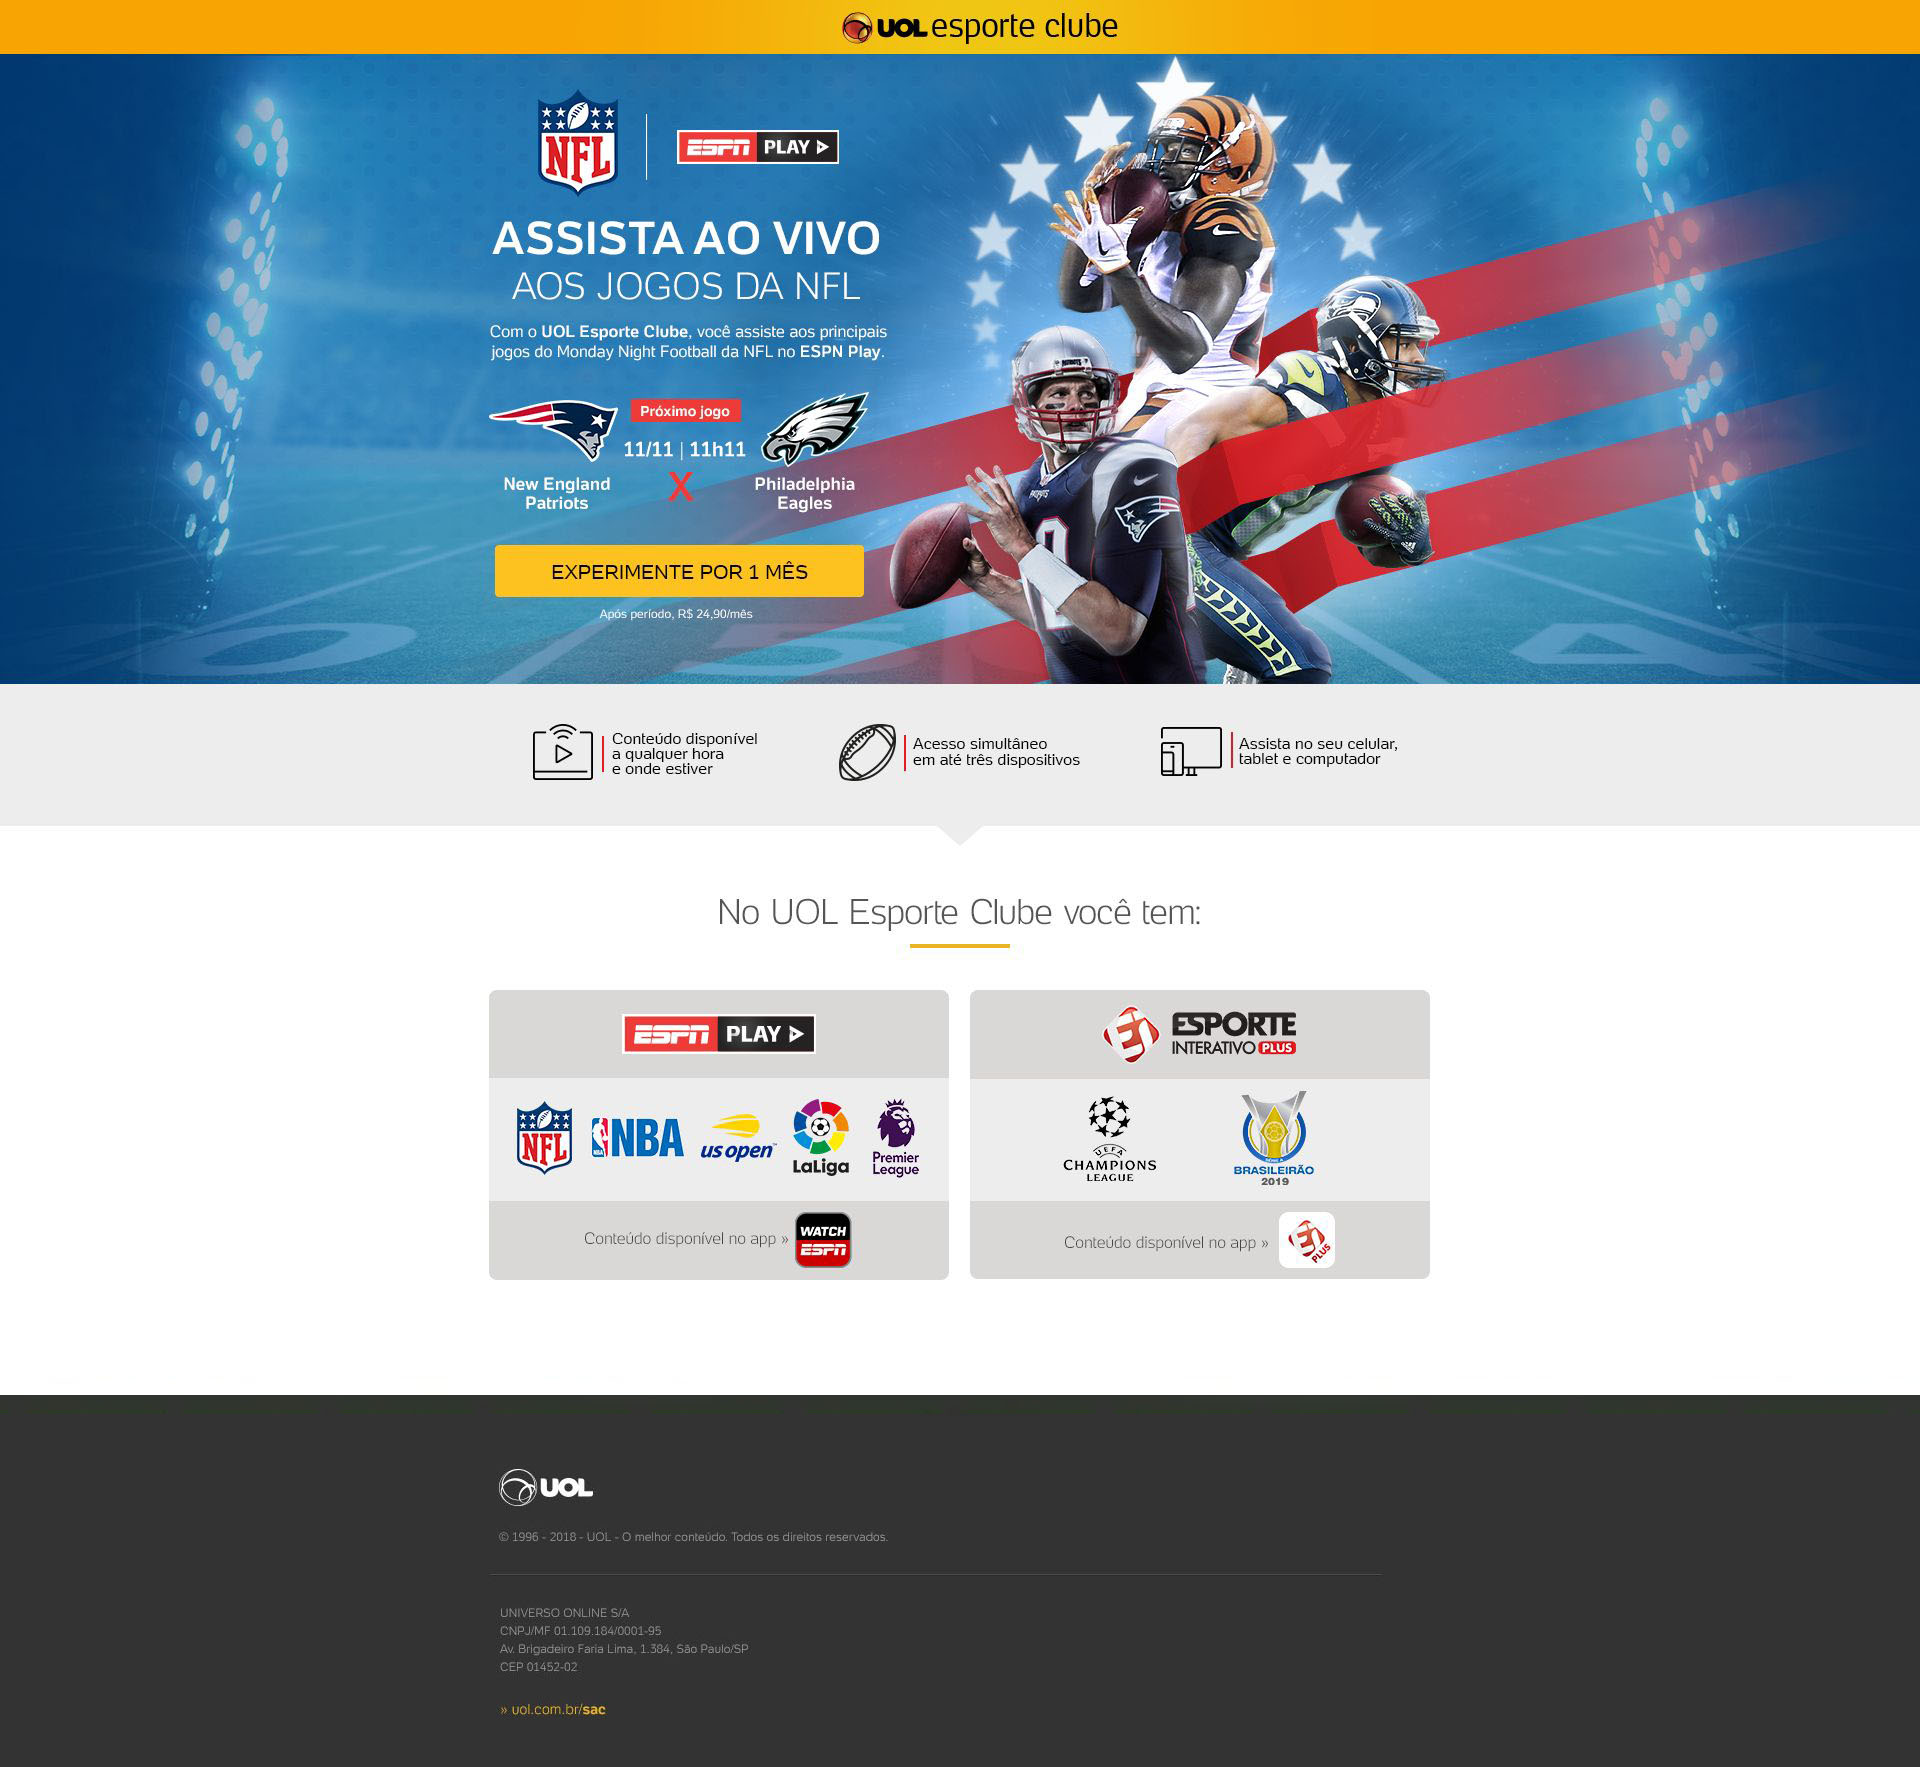 UOL esporte clube
NFL
ESPN PLAY
ASSISTA AO VIVO
AOS JOGOS DA NFL
Com o UOL Esporte Clube, você assiste aos principais
jogos do Monday Night Football da NFL no ESPN Play.
Próximo jogo
11/11 | 11h11
X
New England
Patriots
Philadelphia
Eagles
EXPERIMENTE POR 1 MÊS
Após período, R$ 24,90/mês
PATRIOTS
PATRIOTS
Conteúdo disponível
a qualquer hora
e onde estiver
Acesso simultâneo
em até três dispositivos
Assista no seu celular,
tablet e computador
No UOL Esporte Clube você tem:
ESPN PLAY
NFL
NBA
NBA
us open
LaLiga
Premier
League
Conteúdo disponível no app »
WATCH
ESPN
ESPORTE
INTERATIVO PLUS
UEFA
CHAMPIONS
LEAGUE
SÉRIE A
BRASILEIRÃO
2019
Conteúdo disponível no app »
PLUS
UOL
© 1996 - 2018 - UOL - O melhor conteúdo. Todos os direitos reservados.
UNIVERSO ONLINE S/A
CNPJ/MF 01.109.184/0001-95
Av. Brigadeiro Faria Lima, 1.384, São Paulo/SP
CEP 01452-02
» uol.com.br/sac